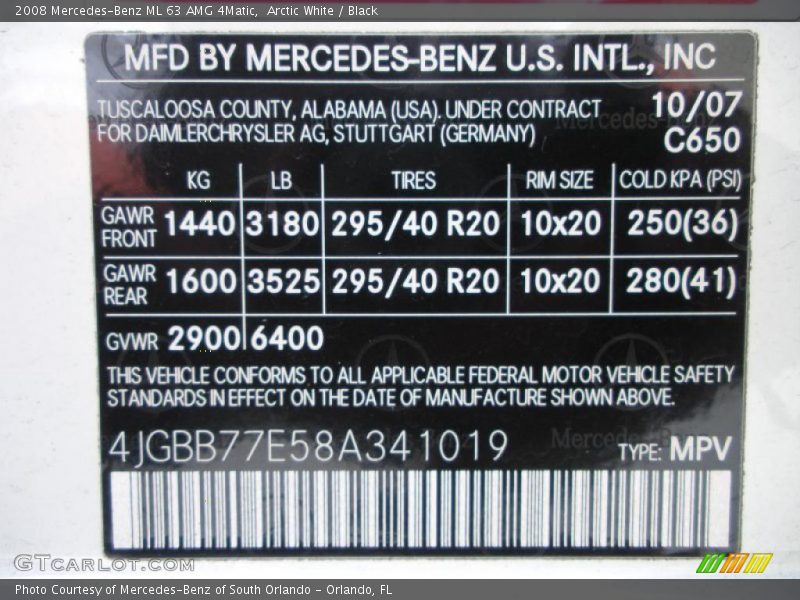 2008 Mercedes-Benz ML 63 AMG 4Matic,  Arctic White / Black
MFD BY MERCEDES-BENZ U.S. INTL., INC
TUSCALOOSA COUNTY, ALABAMA (USA). UNDER CONTRACT
FOR DAIMLERCHRYSLER AG, STUTTGART (GERMANY)
10/07
C650
KG LB TIRES RIM SIZE COLD KPA (PSI)
GAWR FRONT 1440 3180 295/40 R20 10x20 250(36)
GAWR REAR 1600 3525 295/40 R20 10x20 280(41)
GVWR 2900 6400
THIS VEHICLE CONFORMS TO ALL APPLICABLE FEDERAL MOTOR VEHICLE SAFETY
STANDARDS IN EFFECT ON THE DATE OF MANUFACTURE SHOWN ABOVE.
4JGBB77E58A341019 TYPE: MPV
GTCarLot.com
Photo Courtesy of Mercedes-Benz of South Orlando - Orlando, FL